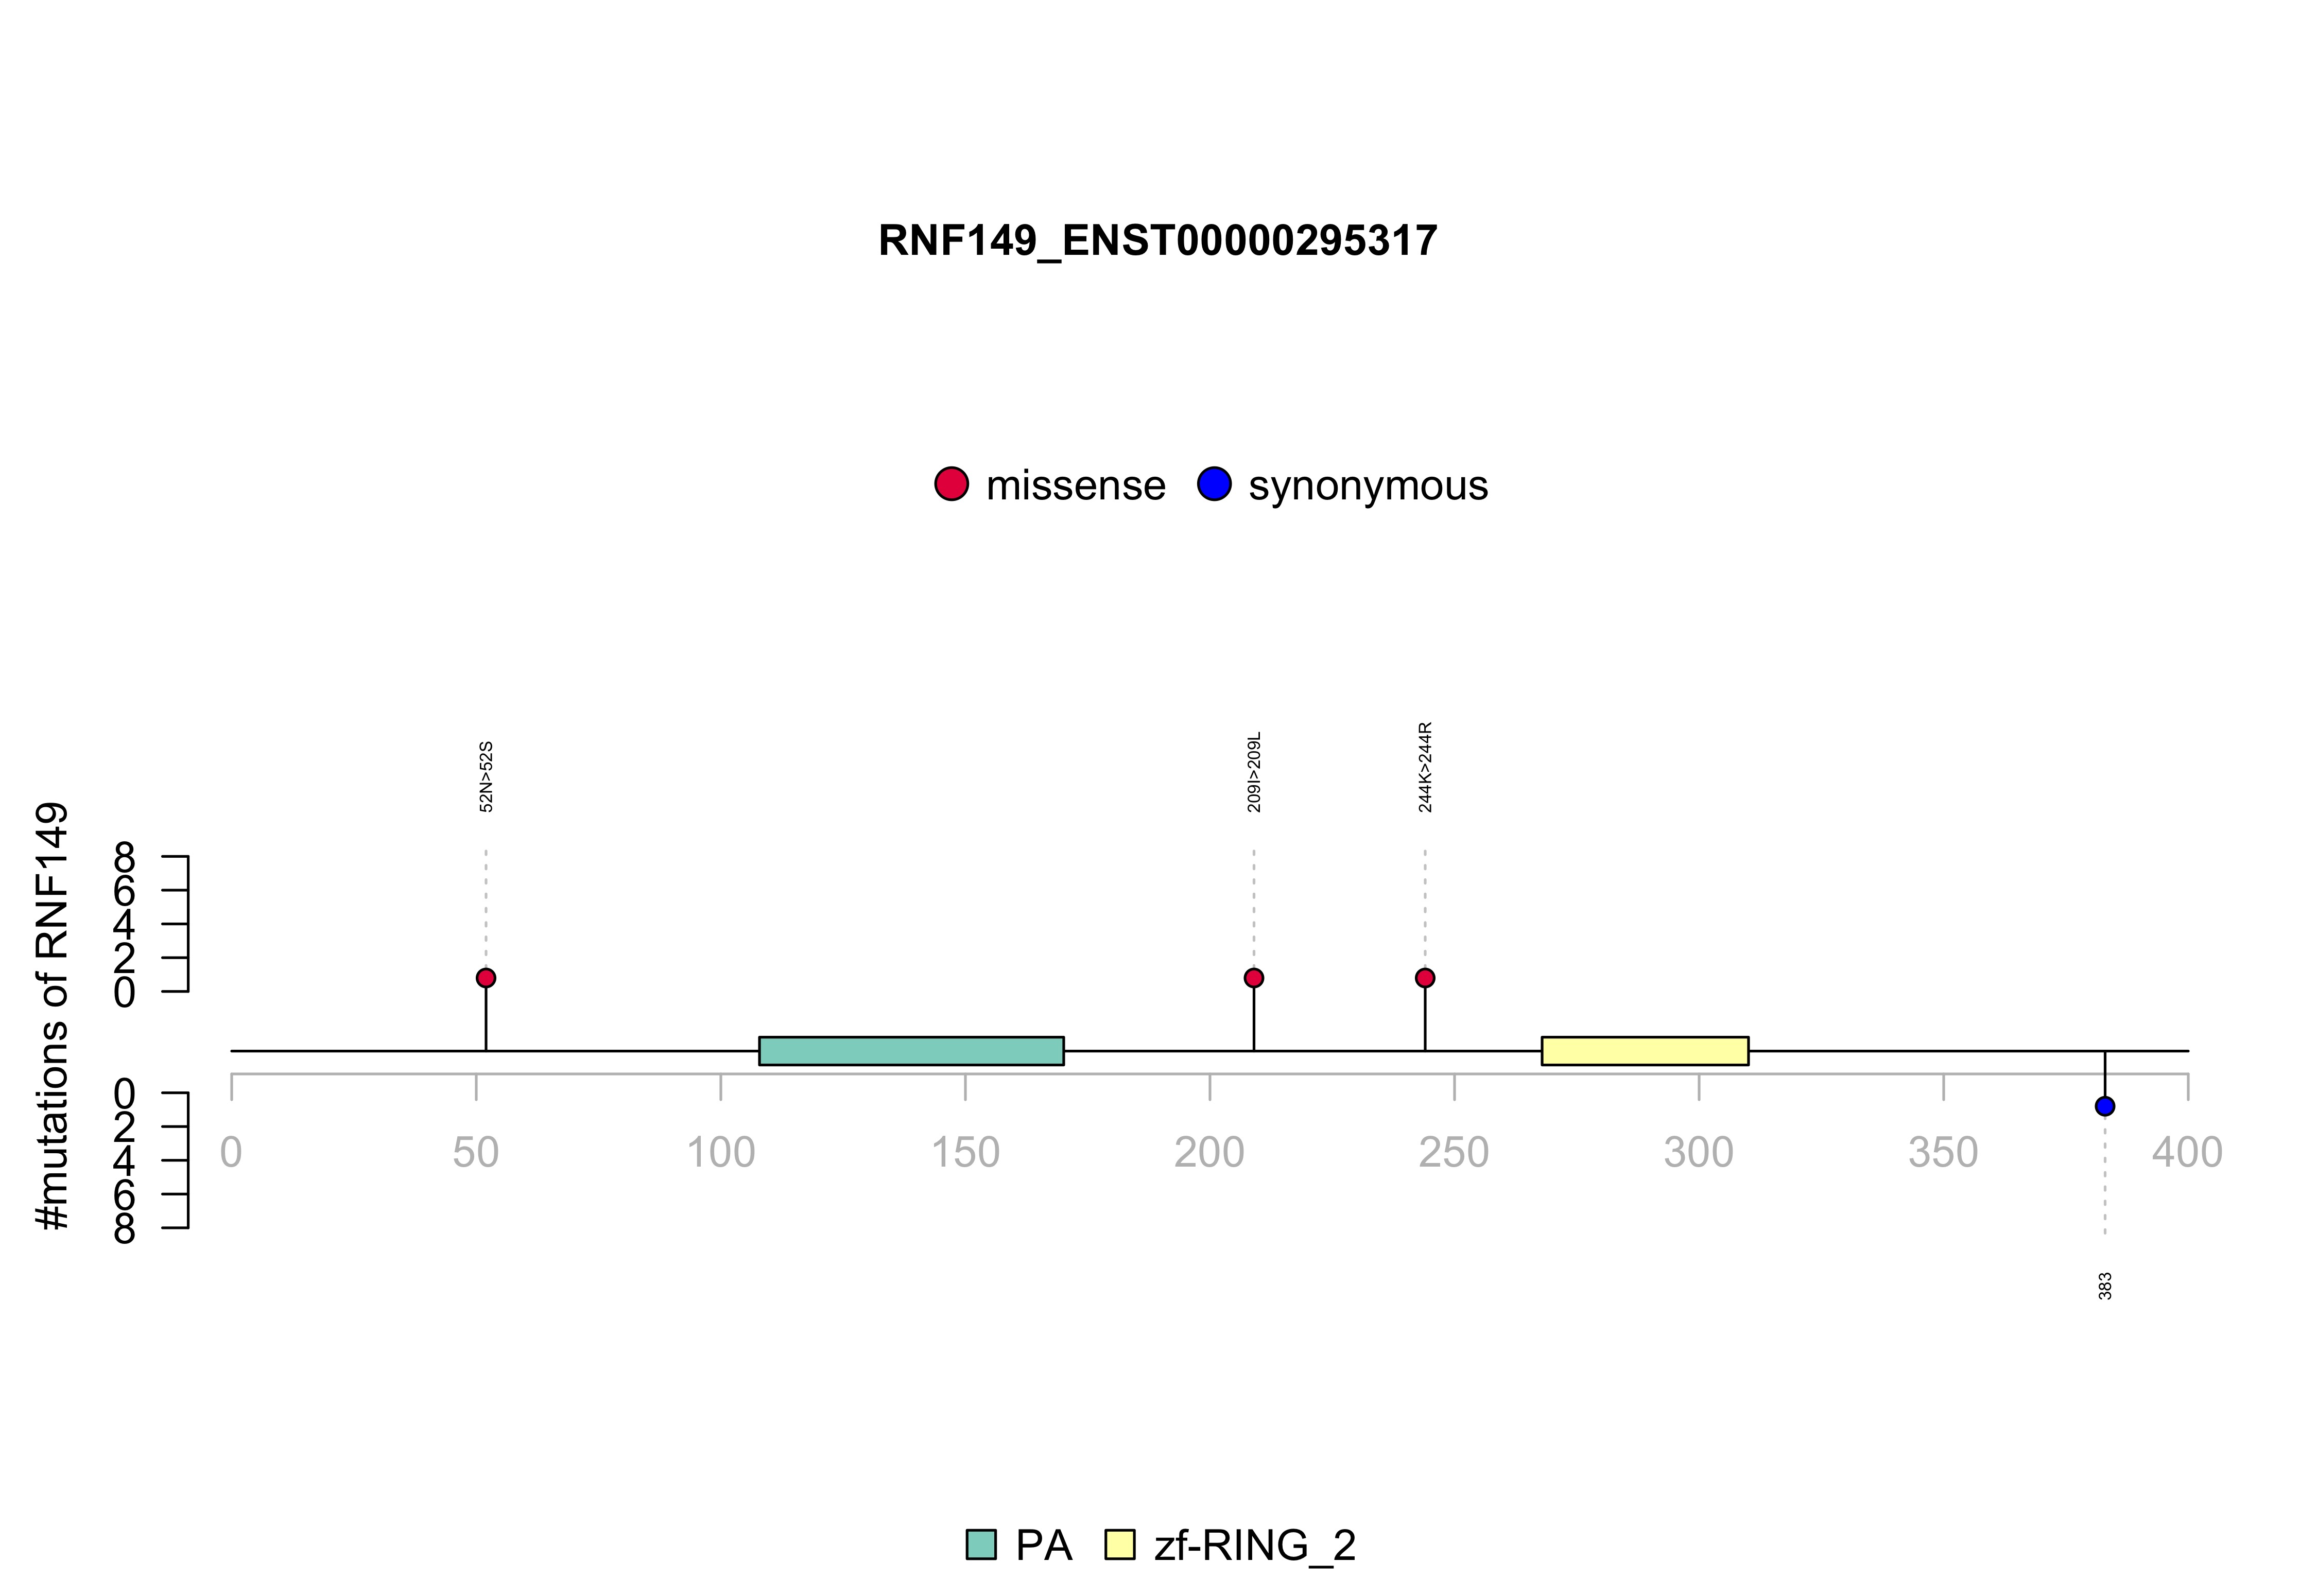 RNF149_ENST00000295317
missense synonymous
52N>52S 209I>209L 244K>244R
#mutations of RNF149
8
6
4
2
0
0
2
4
6
8
0 50 100 150 200 250 300 350 400
383
PA zf-RING_2